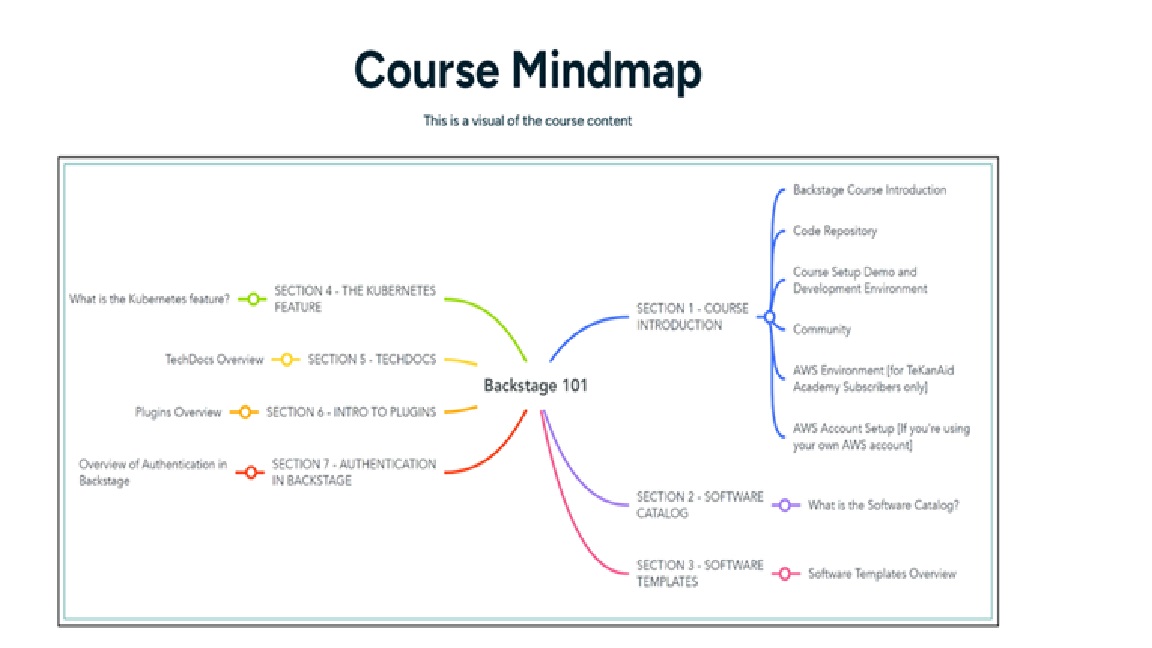 Course Mindmap
This is a visual of the course content
Backstage 101
SECTION 1 - COURSE
INTRODUCTION
Backstage Course Introduction
Code Repository
Course Setup Demo and
Development Environment
Community
AWS Environment [for TeKanAid
Academy Subscribers only]
AWS Account Setup [If you're using
your own AWS account]
SECTION 2 - SOFTWARE
CATALOG
What is the Software Catalog?
SECTION 3 - SOFTWARE
TEMPLATES
Software Templates Overview
SECTION 4 - THE KUBERNETES
FEATURE
What is the Kubernetes feature?
SECTION 5 - TECHDOCS
TechDocs Overview
SECTION 6 - INTRO TO PLUGINS
Plugins Overview
SECTION 7 - AUTHENTICATION
IN BACKSTAGE
Overview of Authentication in
Backstage